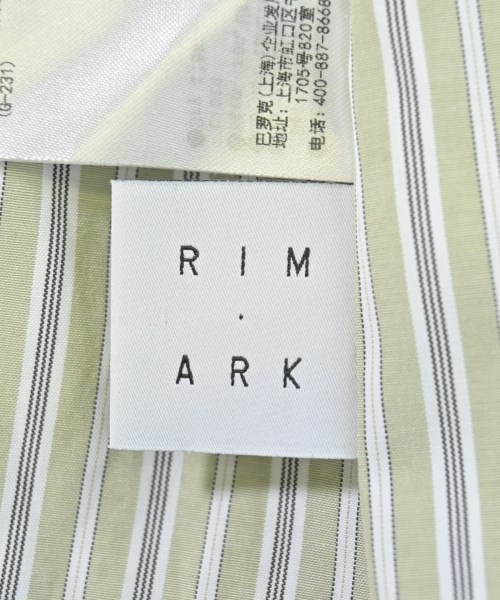 (G-231)
巴罗克(上海)企业发
地址:上海市虹口区中
1705号820室
电话:400-887-8668
RIM
.
ARK